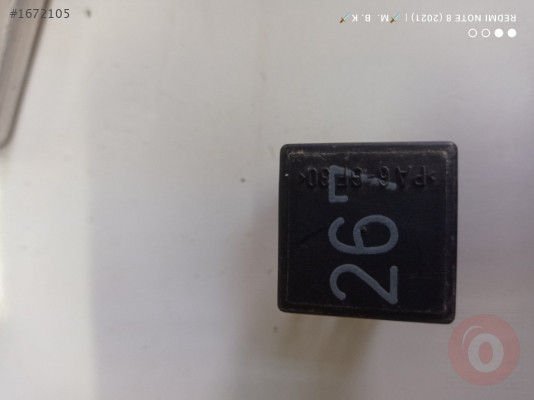 #1672105
REDMI NOTE 8 (2021) | M. B. K
>PA6-GF30<
267